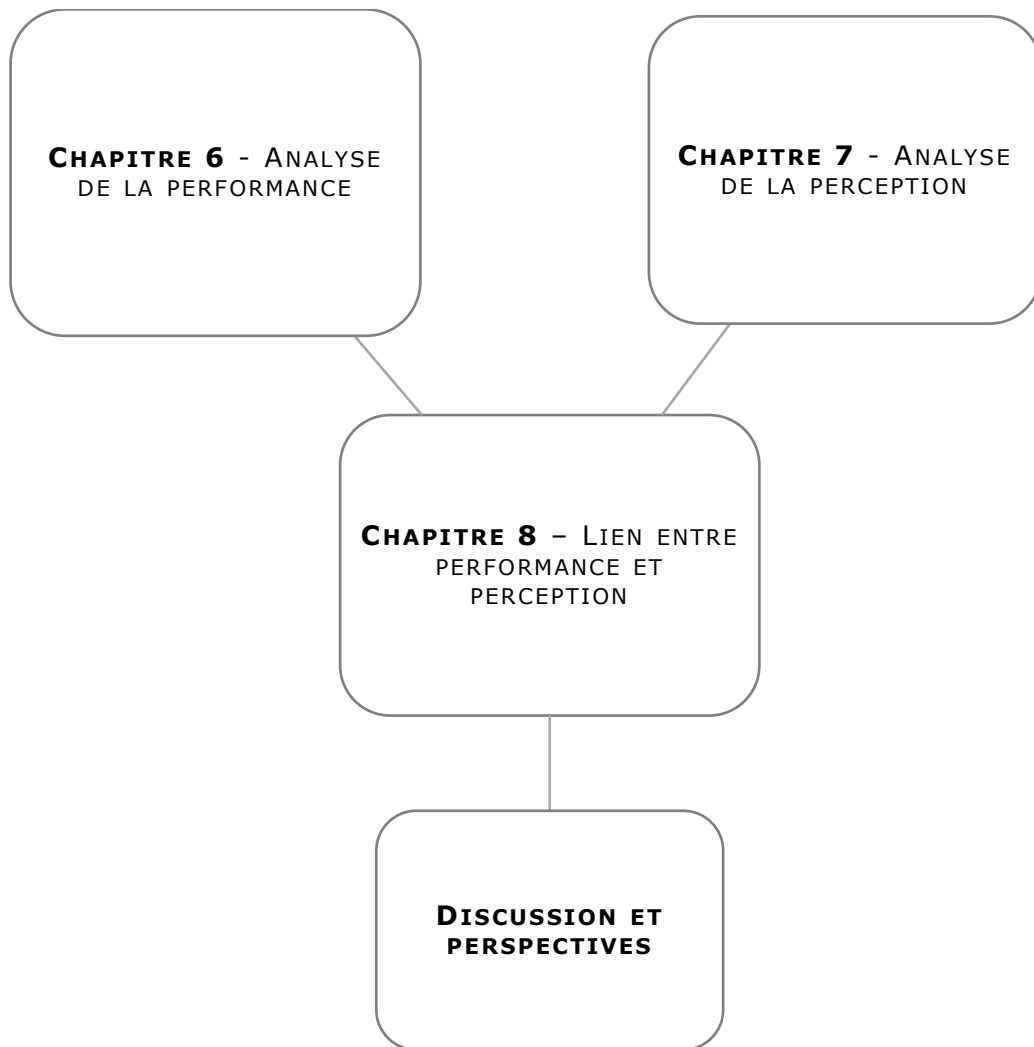 CHAPITRE 6 - ANALYSE
DE LA PERFORMANCE
CHAPITRE 7 - ANALYSE
DE LA PERCEPTION
CHAPITRE 8 – LIEN ENTRE
PERFORMANCE ET
PERCEPTION
DISCUSSION ET
PERSPECTIVES